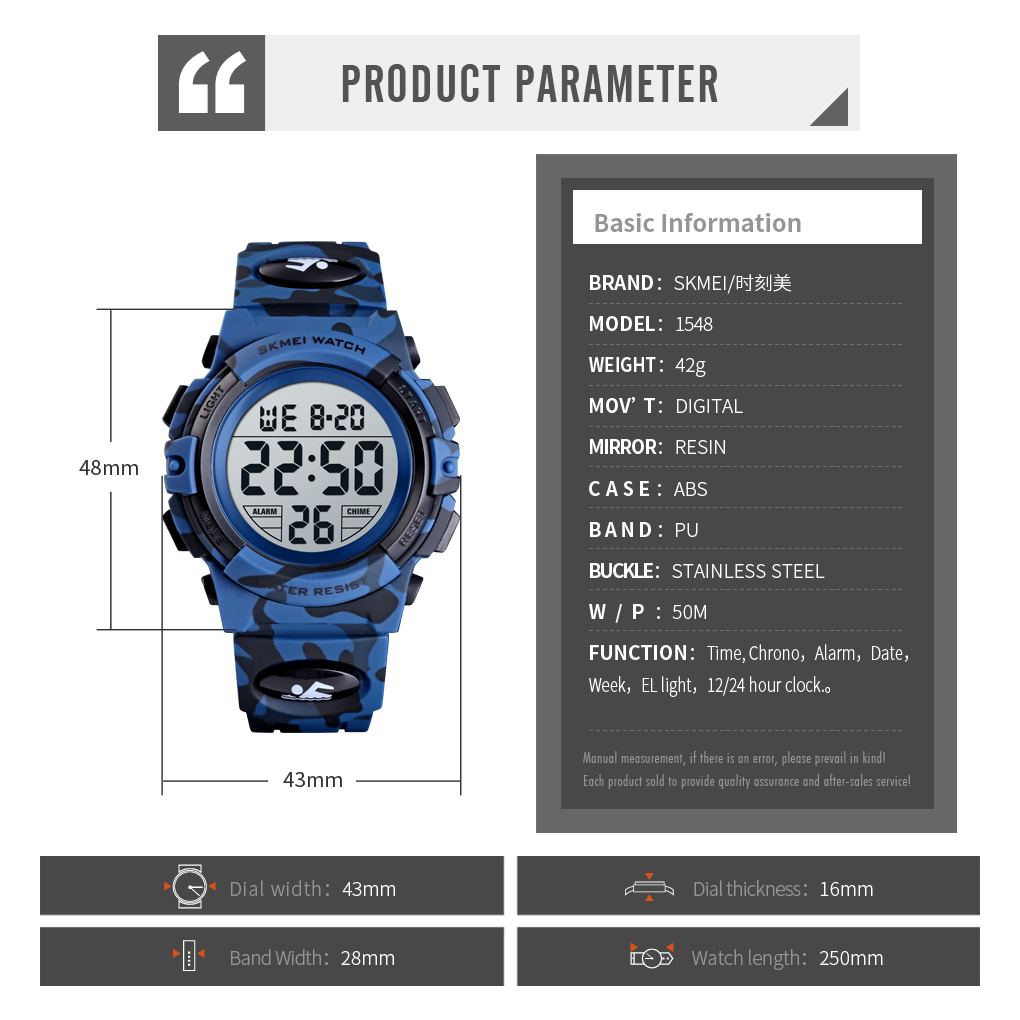 PRODUCT PARAMETER
Basic Information
BRAND： SKMEI/时刻美
MODEL： 1548
WEIGHT： 42g
MOV’ T： DIGITAL
MIRROR： RESIN
CASE： ABS
BAND： PU
BUCKLE： STAINLESS STEEL
W / P ： 50M
FUNCTION： Time, Chrono， Alarm， Date，
Week， EL light， 12/24 hour clock.。
Manual measurement, if there is an error, please prevail in kind!
Each product sold to provide quality assurance and after-sales service!
SKMEI WATCH
LIGHT
START
WE 8-20
22:50
ALARM
26
CHIME
MODE
RESET
TER RESIST
48mm
43mm
Dial width： 43mm
Dial thickness： 16mm
Band Width： 28mm
Watch length： 250mm